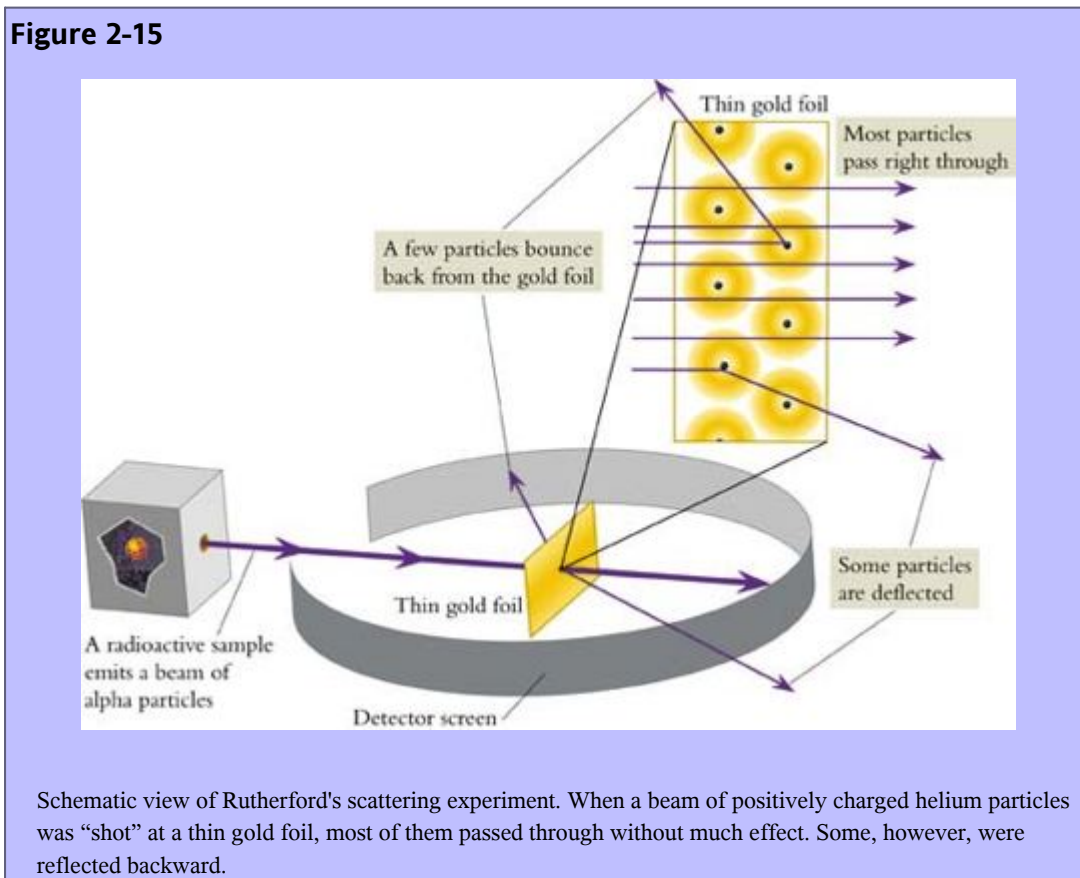 Figure 2-15
Thin gold foil
Most particles
pass right through
A few particles bounce
back from the gold foil
Some particles
are deflected
Thin gold foil
A radioactive sample
emits a beam of
alpha particles
Detector screen
Schematic view of Rutherford's scattering experiment. When a beam of positively charged helium particles
was “shot” at a thin gold foil, most of them passed through without much effect. Some, however, were
reflected backward.